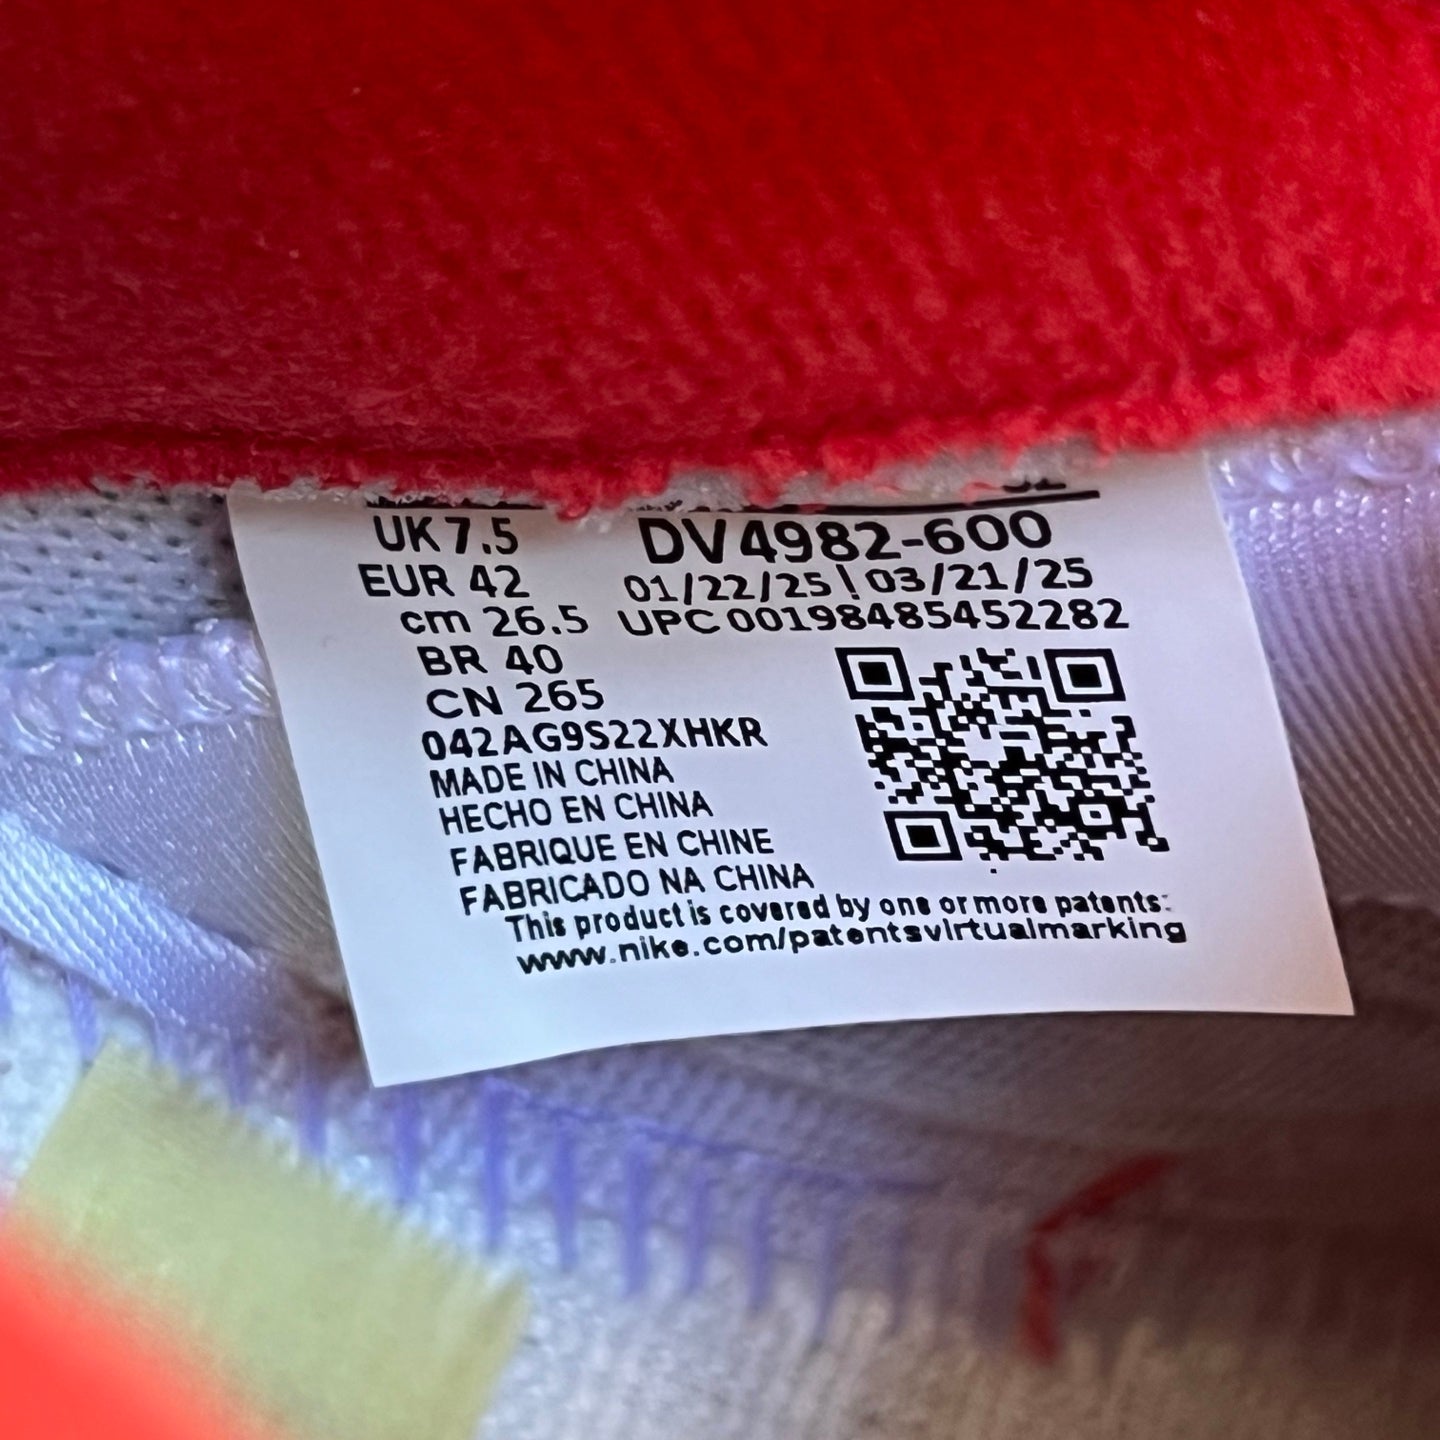 UK 7.5 DV4982-600
EUR 42 01/22/25 | 03/21/25
cm 26.5 UPC 00198485452282
BR 40
CN 265
042AG9S22XHKR
MADE IN CHINA
HECHO EN CHINA
FABRIQUE EN CHINE
FABRICADO NA CHINA
This product is covered by one or more patents:
www.nike.com/patentsvirtualmarking